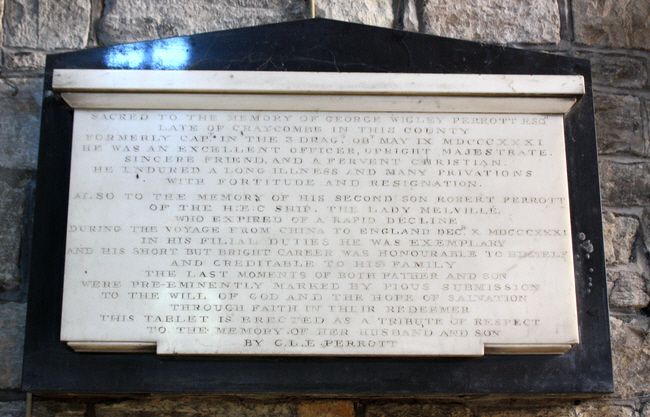 SACRED TO THE MEMORY OF GEORGE WIGLEY PERROTT ESQ.
LATE OF CRAYCOMBE IN THIS COUNTY
FORMERLY CAP. IN THE 3 DRAG. OB. MAY IX MDCCCXXXI
HE WAS AN EXCELLENT OFFICER, UPRIGHT MAJESTRATE,
SINCERE FRIEND, AND A FERVENT CHRISTIAN.
HE ENDURED A LONG ILLNESS AND MANY PRIVATIONS
WITH FORTITUDE AND RESIGNATION.
ALSO TO THE MEMORY OF HIS SECOND SON ROBERT PERROTT
OF THE H.E.C SHIP. THE LADY MELVILLE,
WHO EXPIRED OF A RAPID DECLINE
DURING THE VOYAGE FROM CHINA TO ENGLAND DEC. X MDCCCXXXI
IN HIS FILIAL DUTIES HE WAS EXEMPLARY
AND HIS SHORT BUT BRIGHT CAREER WAS HONOURABLE TO HIMSELF
AND CREDITABLE TO HIS FAMILY
THE LAST MOMENTS OF BOTH FATHER AND SON
WERE PRE-EMINENTLY MARKED BY PIOUS SUBMISSION
TO THE WILL OF GOD AND THE HOPE OF SALVATION
THROUGH FAITH IN THEIR REDEEMER
THIS TABLET IS ERECTED AS A TRIBUTE OF RESPECT
TO THE MEMORY OF HER HUSBAND AND SON
BY C.L.E PERROTT